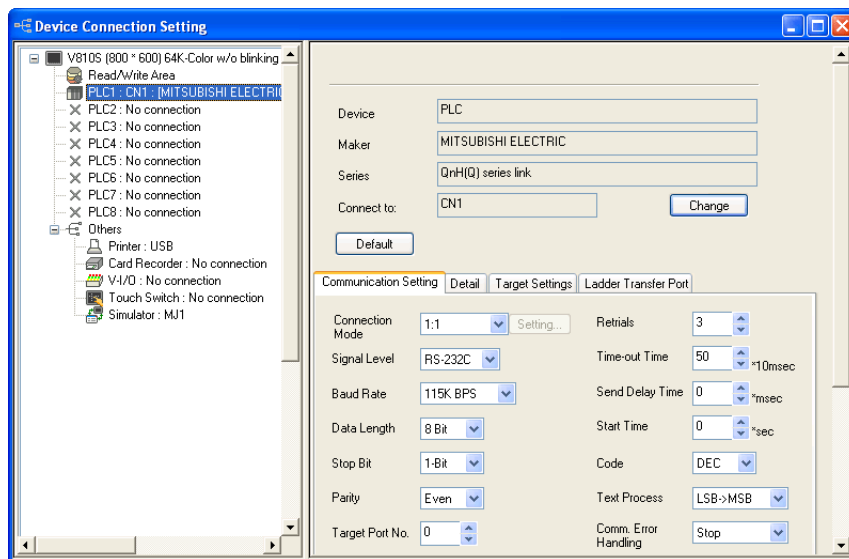 Device Connection Setting
V810S (800 * 600) 64K-Color w/o blinking
Read/Write Area
PLC1 : CN1 : [MITSUBISHI ELECTRIC
PLC2 : No connection
PLC3 : No connection
PLC4 : No connection
PLC5 : No connection
PLC6 : No connection
PLC7 : No connection
PLC8 : No connection
Others
Printer : USB
Card Recorder : No connection
V-I/O : No connection
Touch Switch : No connection
Simulator : MJ1
Device PLC
Maker MITSUBISHI ELECTRIC
Series QnH(Q) series link
Connect to: CN1 Change
Default
Communication Setting Detail Target Settings Ladder Transfer Port
Connection Mode 1:1 Setting... Retrials 3
Signal Level RS-232C Time-out Time 50 *10msec
Baud Rate 115K BPS Send Delay Time 0 *msec
Data Length 8 Bit Start Time 0 *sec
Stop Bit 1-Bit Code DEC
Parity Even Text Process LSB->MSB
Target Port No. 0 Comm. Error Handling Stop